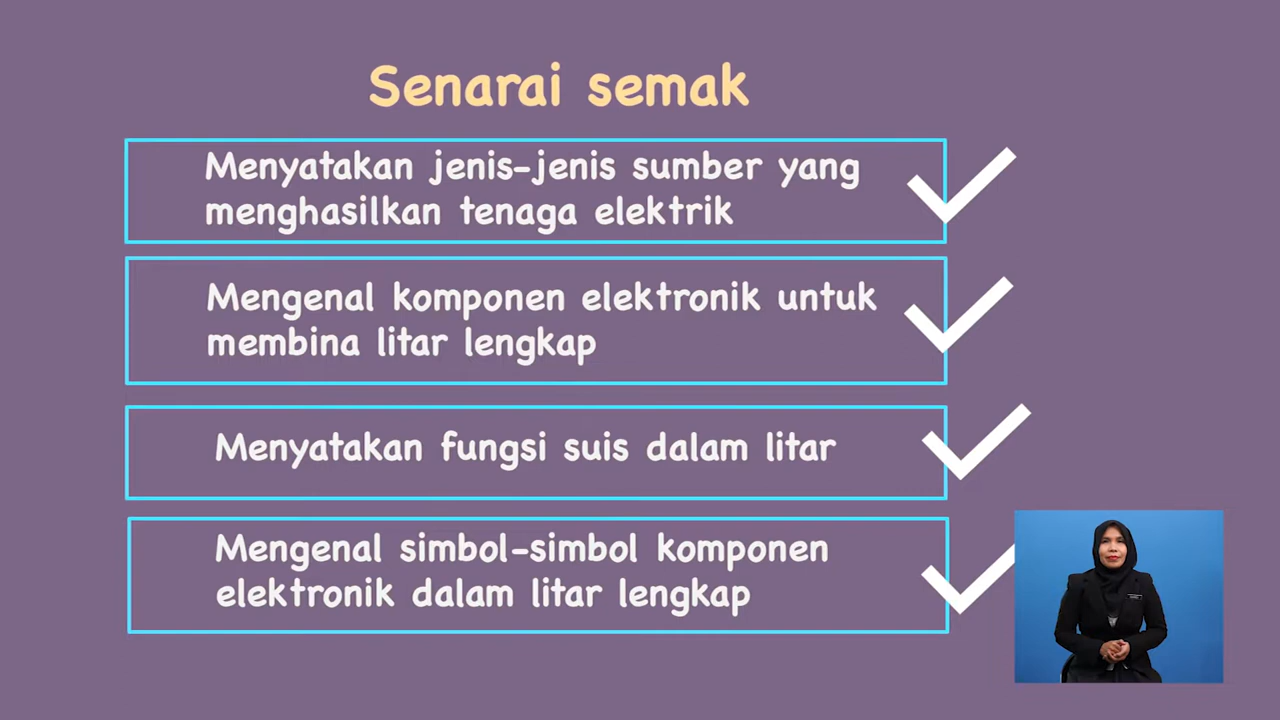 Senarai semak
Menyatakan jenis-jenis sumber yang
menghasilkan tenaga elektrik
Mengenal komponen elektronik untuk
membina litar lengkap
Menyatakan fungsi suis dalam litar
Mengenal simbol-simbol komponen
elektronik dalam litar lengkap